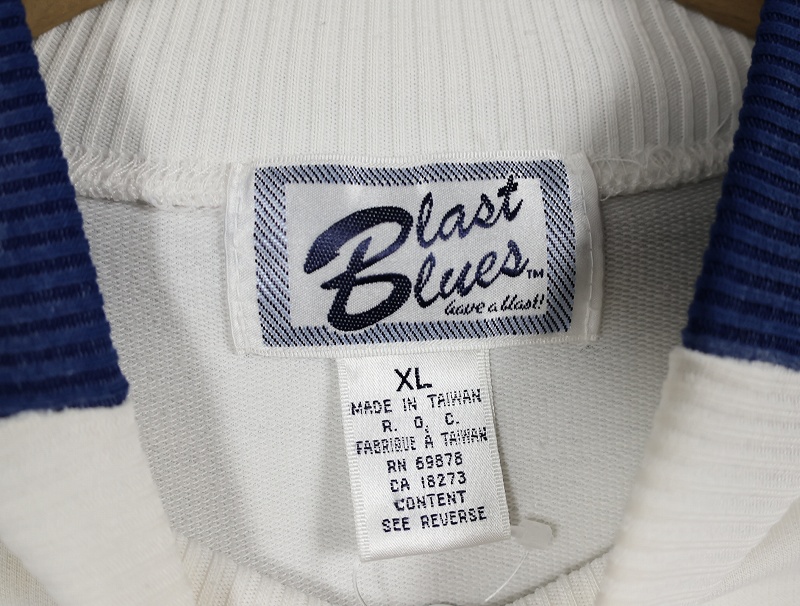 Blast
Blues™
have a blast!
XL
MADE IN TAIWAN
R. O. C.
FABRIQUE À TAIWAN
RN 69878
CA 18273
CONTENT
SEE REVERSE